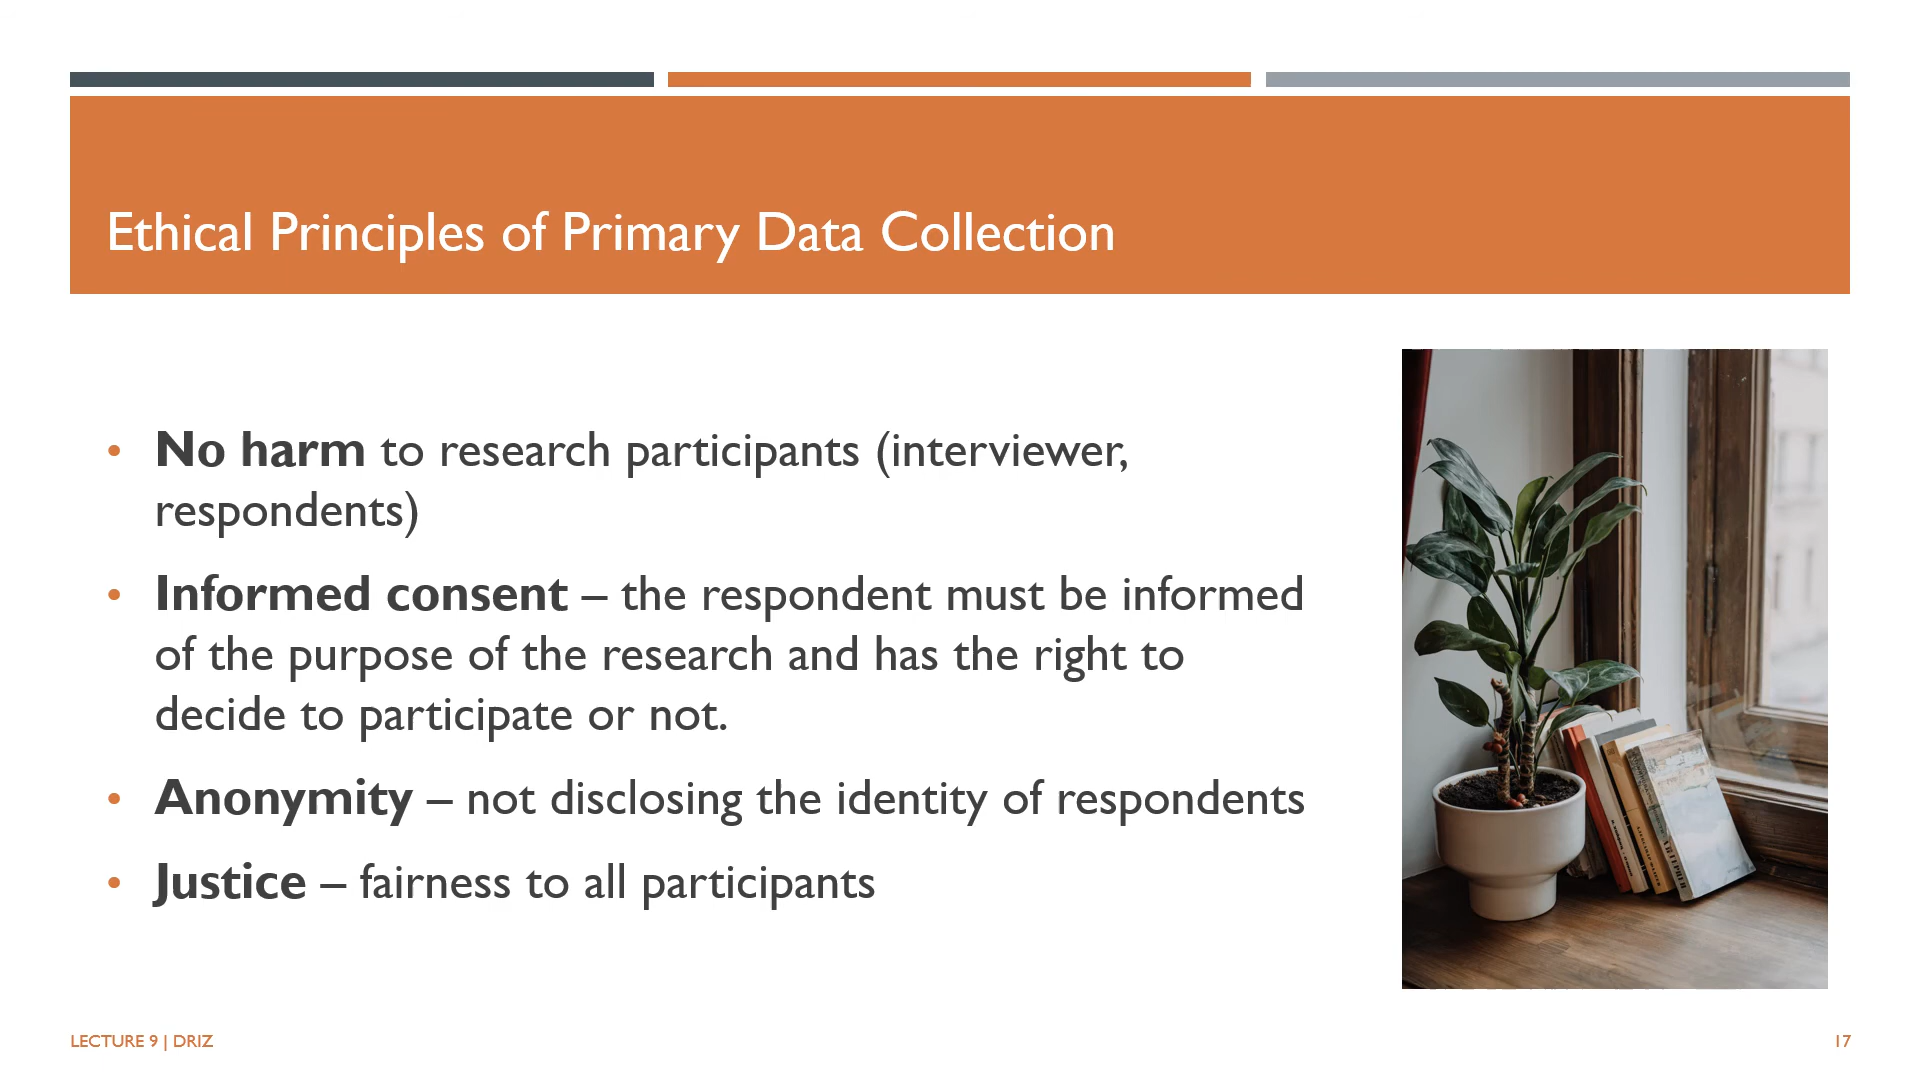 Ethical Principles of Primary Data Collection
• No harm to research participants (interviewer,
respondents)
• Informed consent – the respondent must be informed
of the purpose of the research and has the right to
decide to participate or not.
• Anonymity – not disclosing the identity of respondents
• Justice – fairness to all participants
LECTURE 9 | DRIZ
17